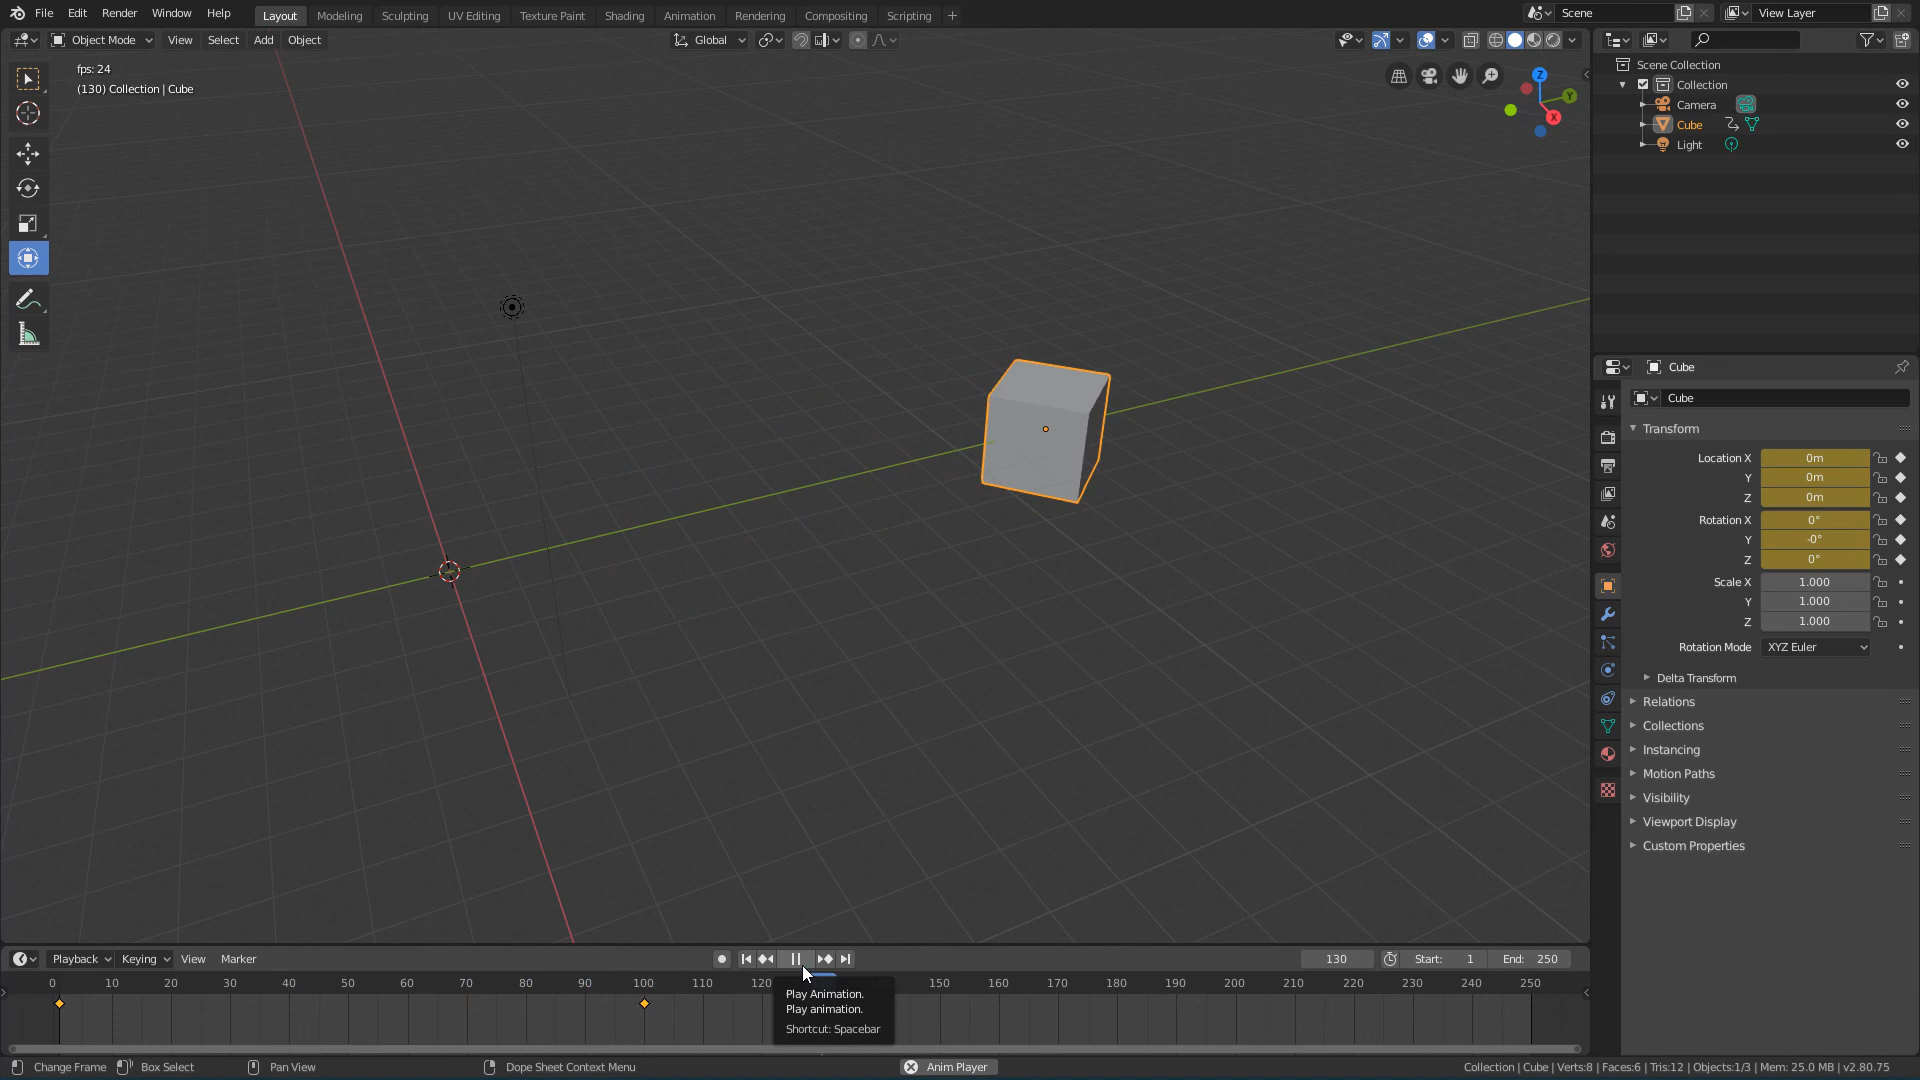 File Edit Render Window Help Layout Modeling Sculpting UV Editing Texture Paint Shading Animation Rendering Compositing Scripting + Scene View Layer
Object Mode View Select Add Object Global
fps: 24
(130) Collection | Cube
Z
Y
X
Scene Collection
Collection
Camera
Cube
Light
Cube
Cube
Transform
Location X 0m
Y 0m
Z 0m
Rotation X 0°
Y -0°
Z 0°
Scale X 1.000
Y 1.000
Z 1.000
Rotation Mode XYZ Euler
Delta Transform
Relations
Collections
Instancing
Motion Paths
Visibility
Viewport Display
Custom Properties
Playback Keying View Marker 130 Start: 1 End: 250
0 10 20 30 40 50 60 70 80 90 100 110 150 160 170 180 190 200 210 220 230 240 250
Play Animation.
Play animation.
Shortcut: Spacebar
Change Frame Box Select Pan View Dope Sheet Context Menu Anim Player Collection | Cube | Verts:8 | Faces:6 | Tris:12 | Objects:1/3 | Mem: 25.0 MB | v2.80.75